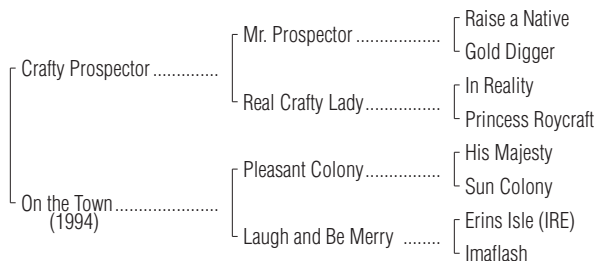 Raise a Native
Mr. Prospector ..................
Gold Digger
Crafty Prospector ..............
In Reality
Real Crafty Lady ................
Princess Roycraft
His Majesty
Pleasant Colony ................
Sun Colony
On the Town ......................
(1994)
Erins Isle (IRE)
Laugh and Be Merry ........
Imaflash